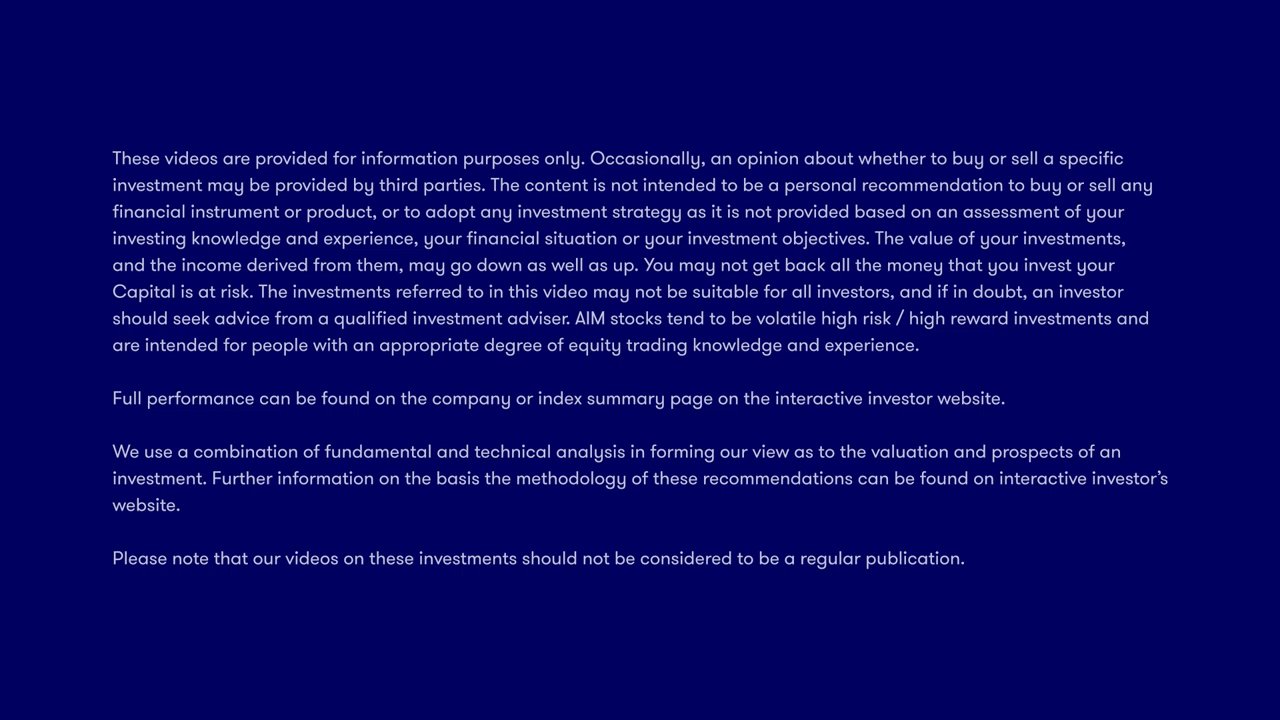 These videos are provided for information purposes only. Occasionally, an opinion about whether to buy or sell a specific
investment may be provided by third parties. The content is not intended to be a personal recommendation to buy or sell any
financial instrument or product, or to adopt any investment strategy as it is not provided based on an assessment of your
investing knowledge and experience, your financial situation or your investment objectives. The value of your investments,
and the income derived from them, may go down as well as up. You may not get back all the money that you invest your
Capital is at risk. The investments referred to in this video may not be suitable for all investors, and if in doubt, an investor
should seek advice from a qualified investment adviser. AIM stocks tend to be volatile high risk / high reward investments and
are intended for people with an appropriate degree of equity trading knowledge and experience.
Full performance can be found on the company or index summary page on the interactive investor website.
We use a combination of fundamental and technical analysis in forming our view as to the valuation and prospects of an
investment. Further information on the basis the methodology of these recommendations can be found on interactive investor’s
website.
Please note that our videos on these investments should not be considered to be a regular publication.